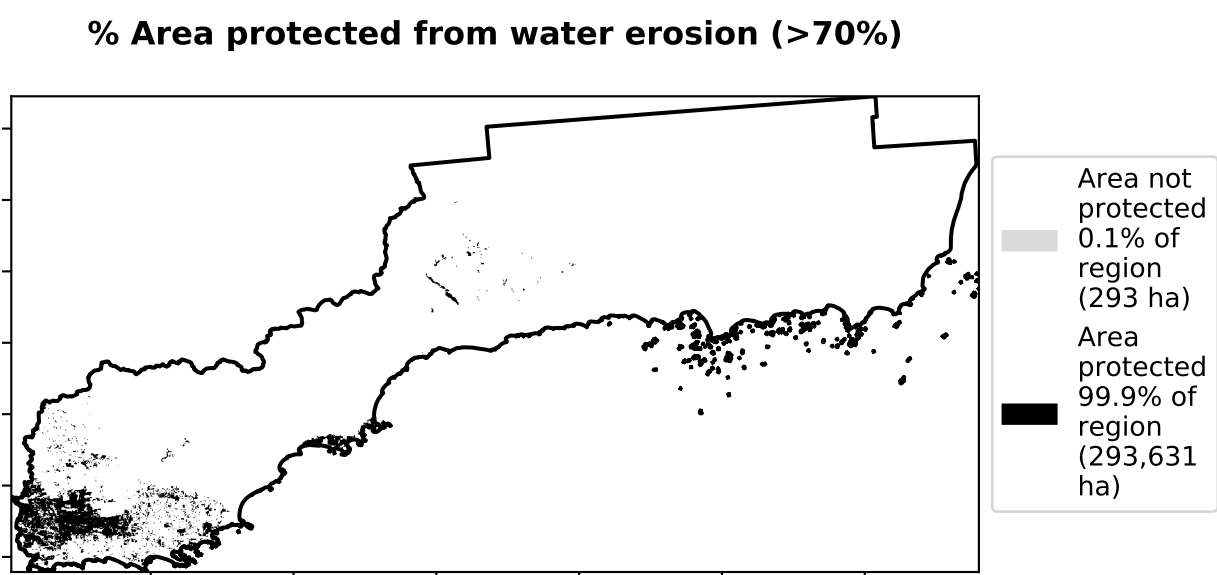 % Area protected from water erosion (>70%)
Area not
protected
0.1% of
region
(293 ha)
Area
protected
99.9% of
region
(293,631
ha)